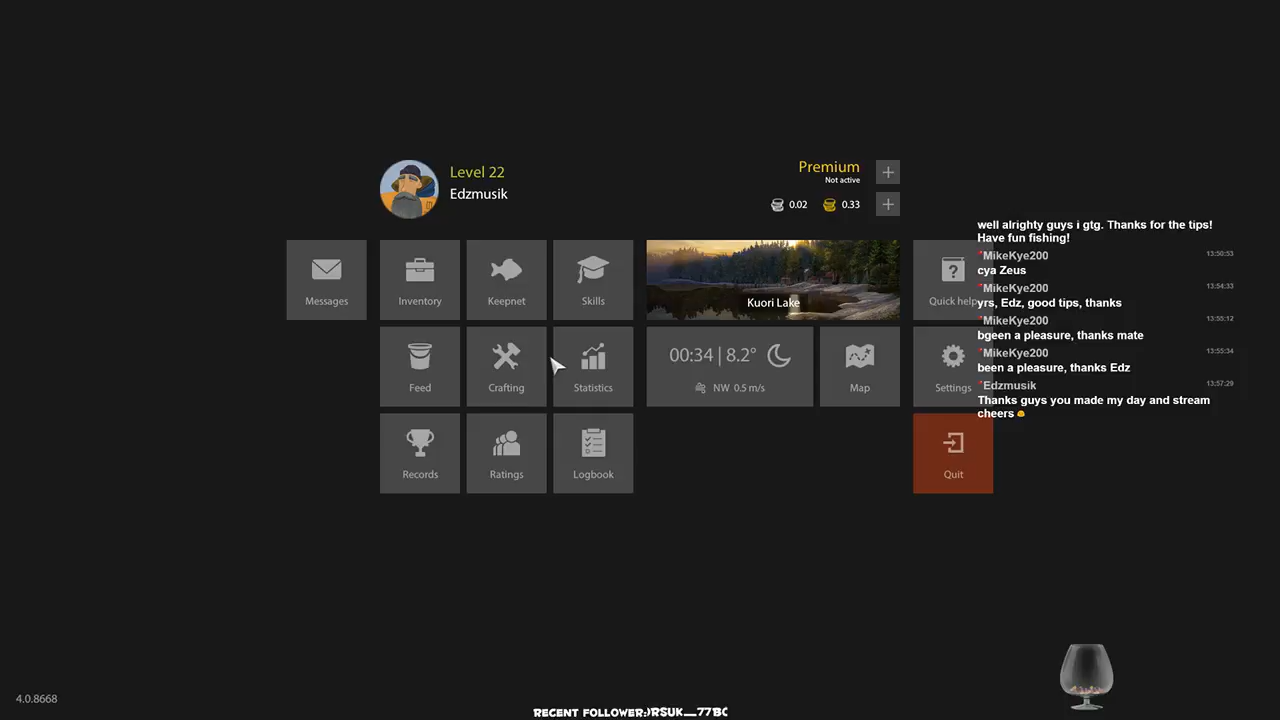 Level 22
Edzmusik
Premium
Not active
0.02
0.33
Messages
Inventory
Keepnet
Skills
Kuori Lake
Quick help
Feed
Crafting
Statistics
00:34 | 8.2°
NW 0.5 m/s
Map
Settings
Records
Ratings
Logbook
Quit
well alrighty guys i gtg. Thanks for the tips!
Have fun fishing!
MikeKye200 13:50:53
cya Zeus
MikeKye200 13:54:33
yrs, Edz, good tips, thanks
MikeKye200 13:55:12
bgeen a pleasure, thanks mate
MikeKye200 13:55:34
been a pleasure, thanks Edz
Edzmusik 13:57:29
Thanks guys you made my day and stream
cheers
4.0.8668
RECENT FOLLOWER: